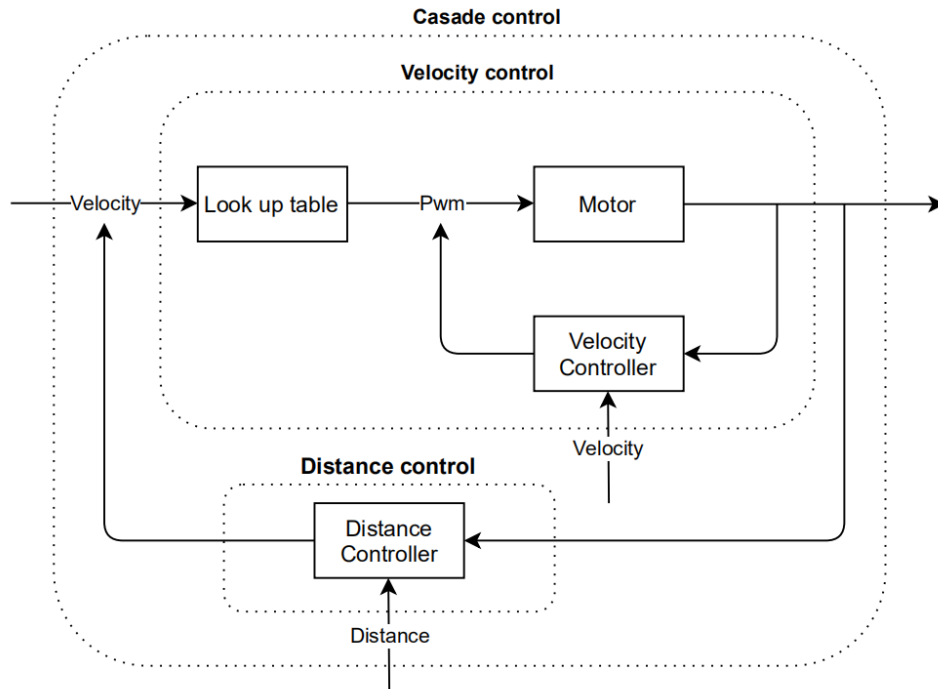 Casade control
Velocity control
Velocity
Look up table
Pwm
Motor
Velocity
Controller
Velocity
Distance control
Distance
Controller
Distance